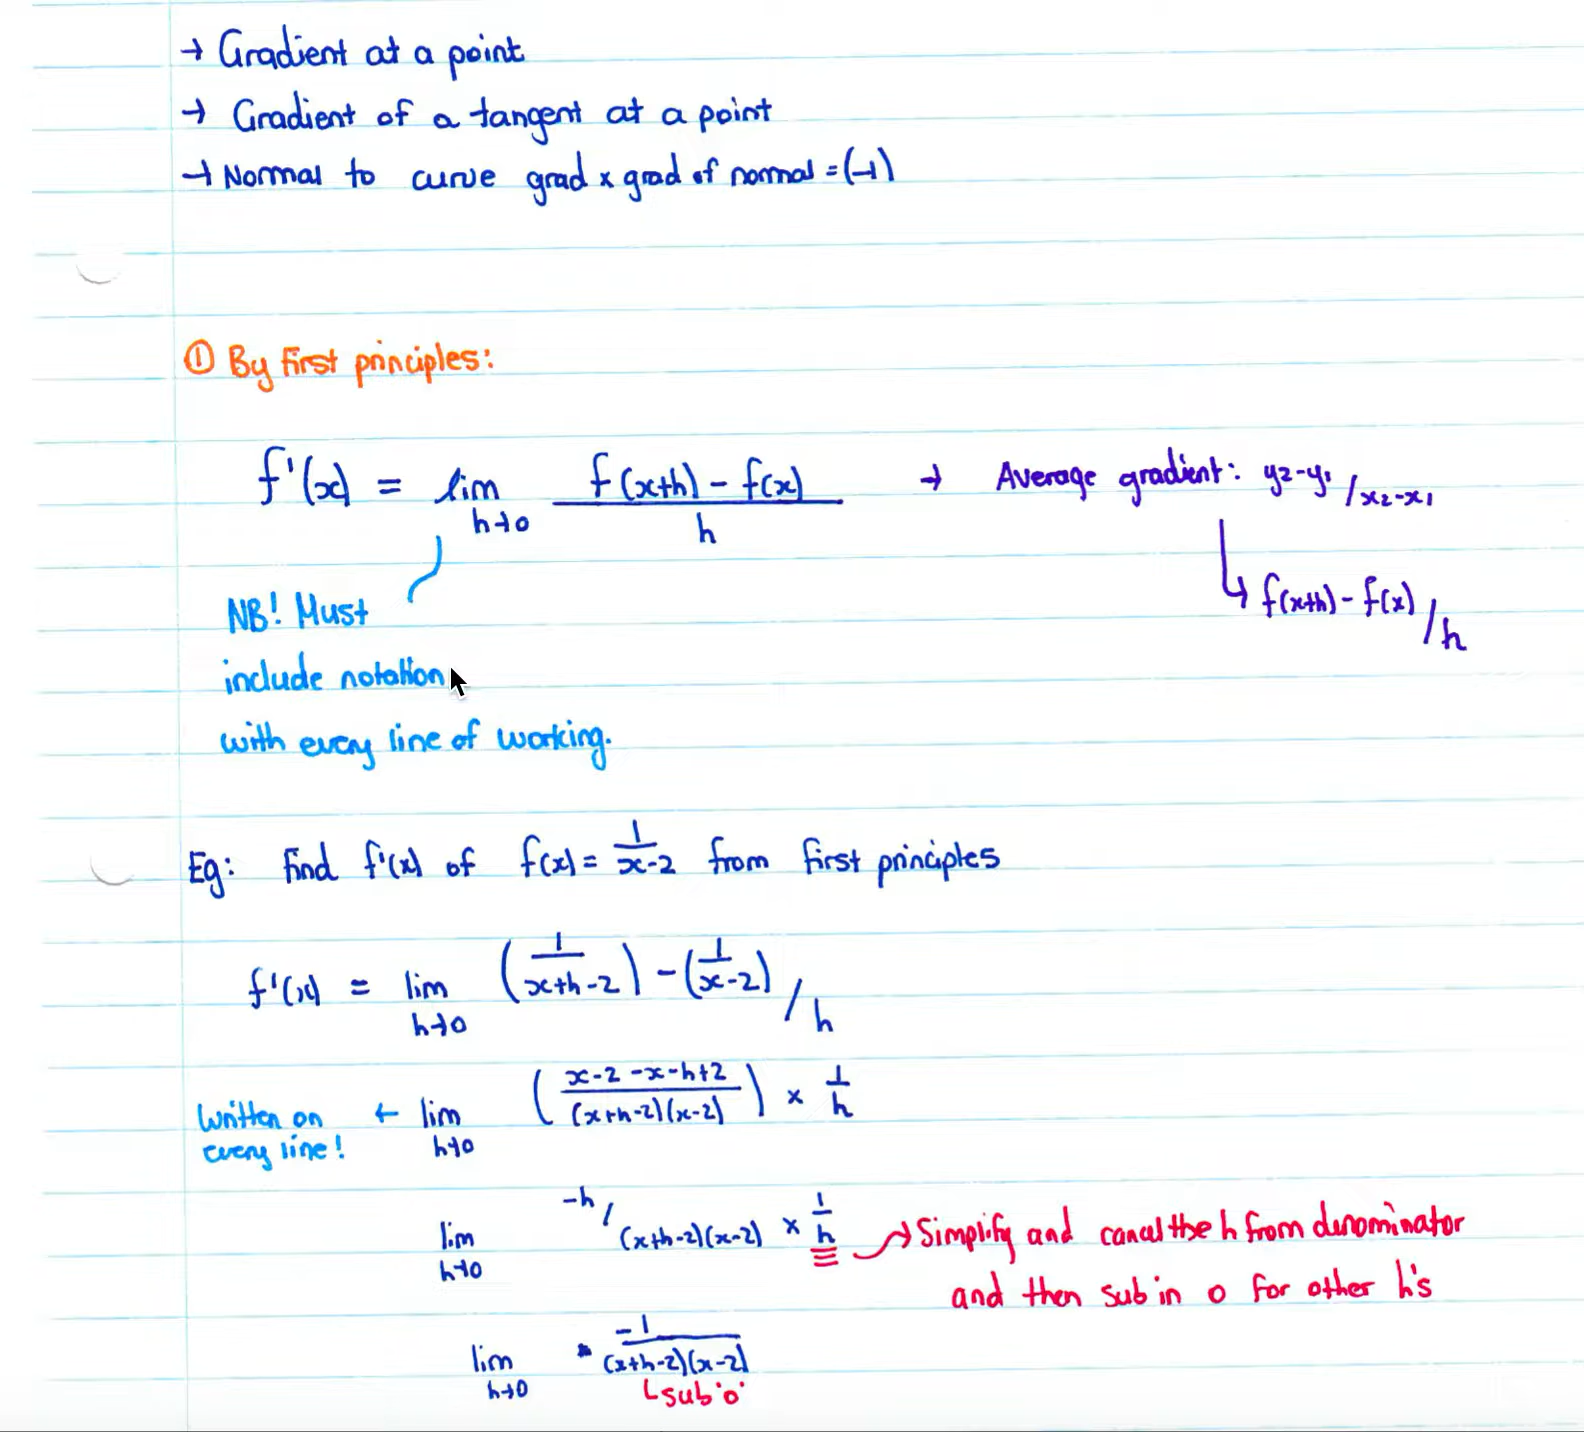 → Gradient at a point
→ Gradient of a tangent at a point
→ Normal to curve grad x grad of normal = (-1)
① By first principles:
f'(x) = lim h→0 f(x+h) - f(x) / h → Average gradient: y2-y1 / x2-x1
↳ f(x+h) - f(x) / h
NB! Must
include notation
with every line of working.
Eg: Find f'(x) of f(x) = 1/x-2 from first principles
f'(x) = lim h→0 (1/x+h-2) - (1/x-2) / h
Written on every line! ← lim h→0 (x-2-x-h+2 / (x+h-2)(x-2)) x 1/h
lim h→0 -h / (x+h-2)(x-2) x 1/h → Simplify and cancal the h from denominator
and then sub in 0 for other h's
lim h→0 -1 / (x+h-2)(x-2)
↳ sub '0'